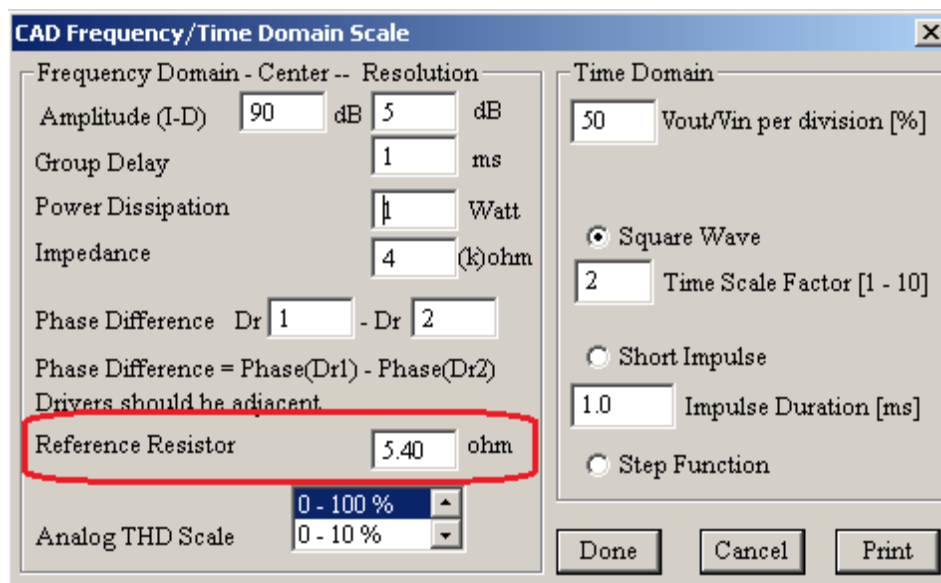 CAD Frequency/Time Domain Scale
Frequency Domain - Center -- Resolution
Amplitude (I-D) 90 dB 5 dB
Group Delay 1 ms
Power Dissipation 1 Watt
Impedance 4 (k)ohm
Phase Difference Dr 1 - Dr 2
Phase Difference = Phase(Dr1) - Phase(Dr2)
Drivers should be adjacent
Reference Resistor 5.40 ohm
Analog THD Scale
0 - 100 %
0 - 10 %
Time Domain
50 Vout/Vin per division [%]
Square Wave
2 Time Scale Factor [1 - 10]
Short Impulse
1.0 Impulse Duration [ms]
Step Function
Done Cancel Print